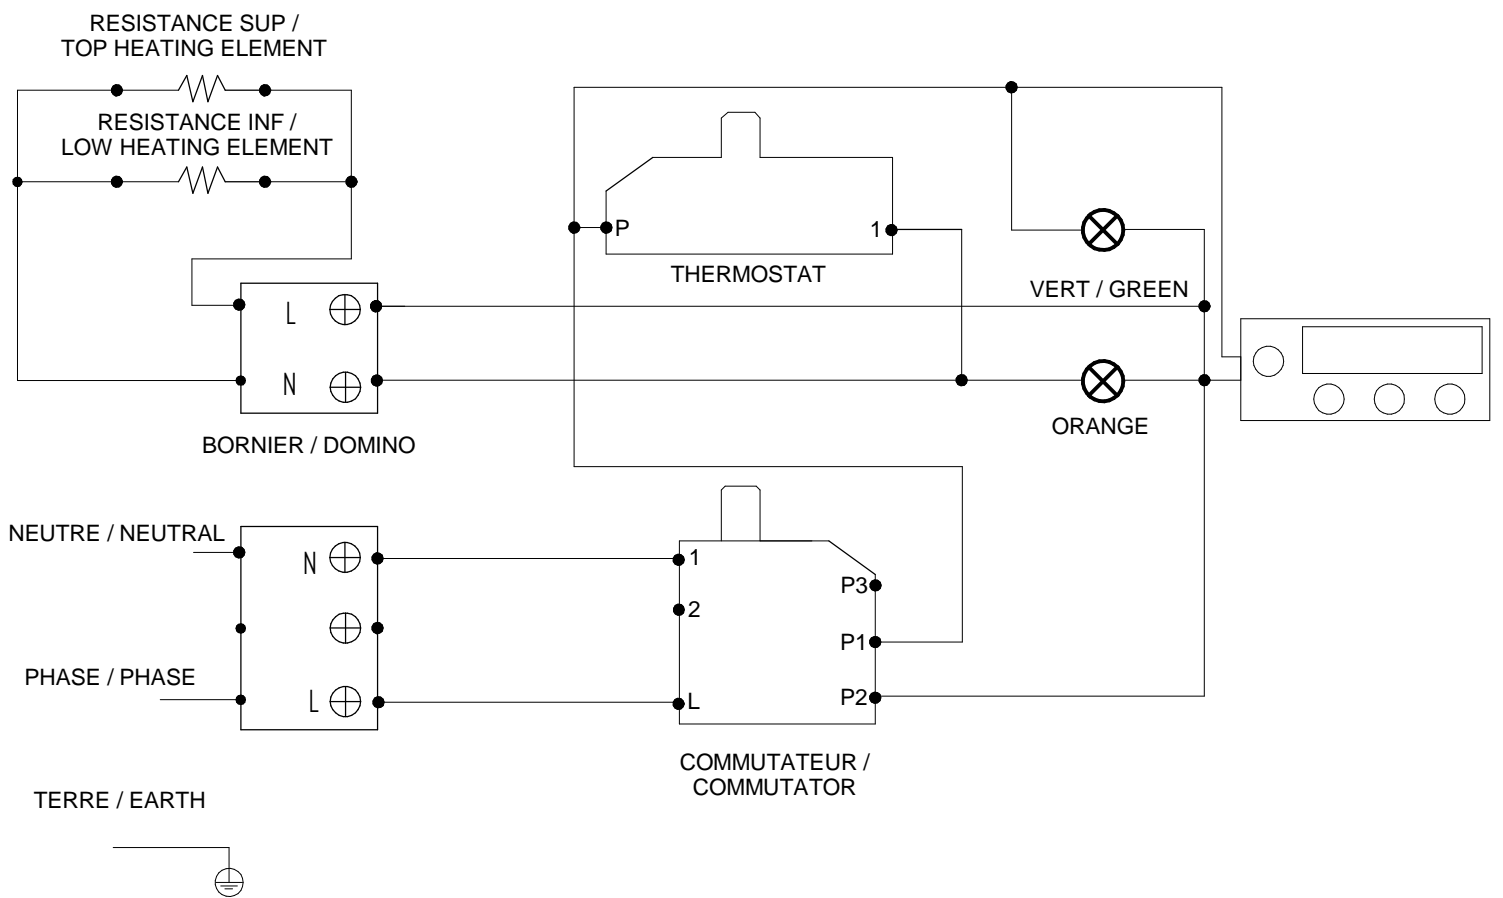 RESISTANCE SUP /
TOP HEATING ELEMENT
RESISTANCE INF /
LOW HEATING ELEMENT
P
1
THERMOSTAT
VERT / GREEN
L
N
ORANGE
BORNIER / DOMINO
NEUTRE / NEUTRAL
N
1
P3
2
P1
PHASE / PHASE
L
L
P2
COMMUTATEUR /
COMMUTATOR
TERRE / EARTH